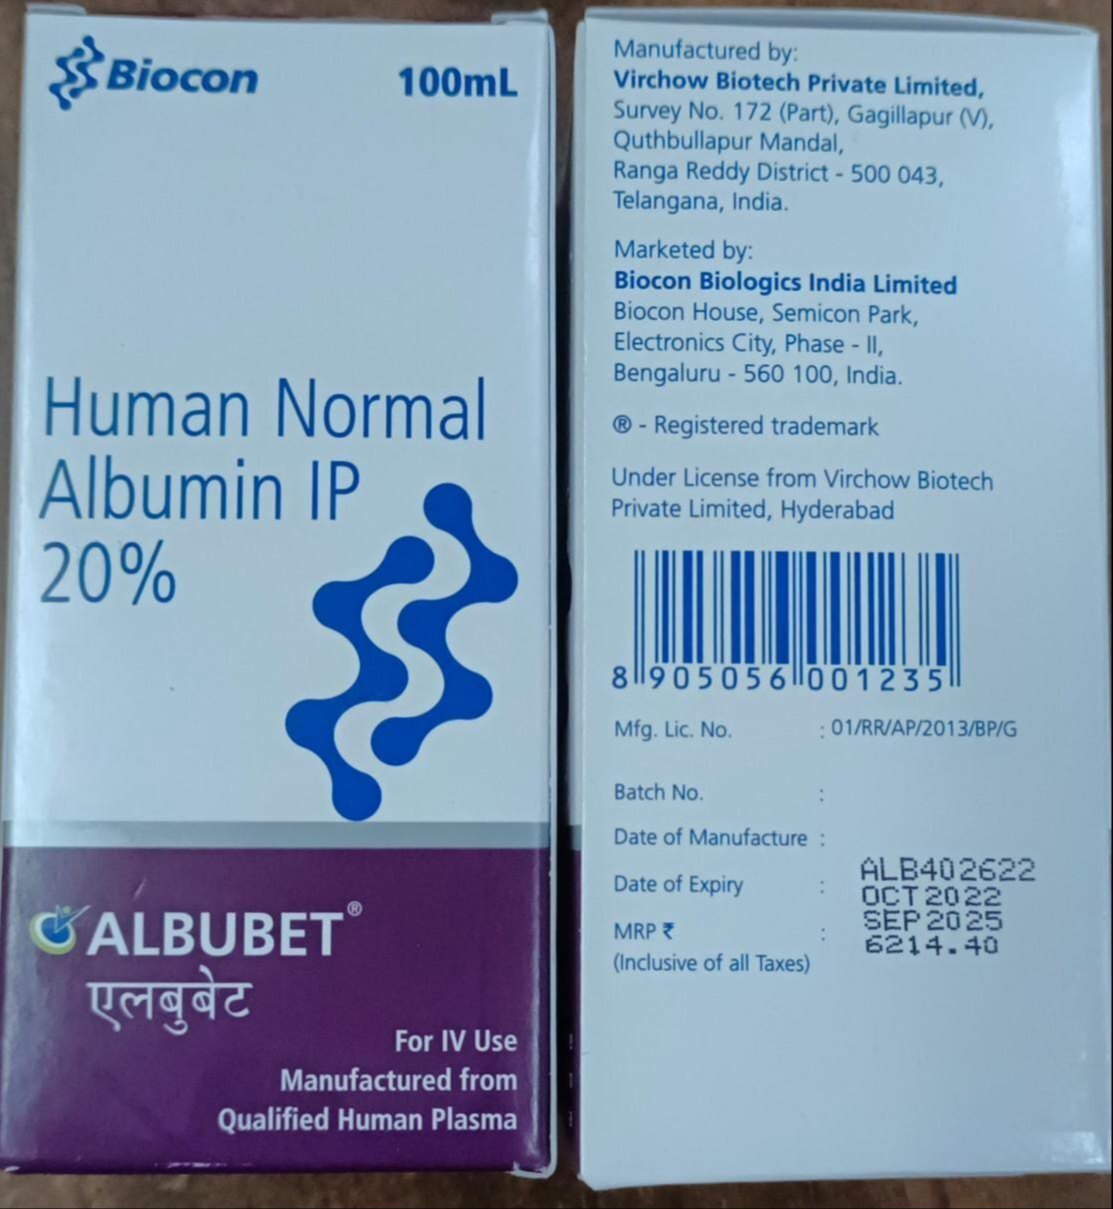 Biocon
100mL
Human Normal
Albumin IP
20%
ALBUBET®
एलबुबेट
For IV Use
Manufactured from
Qualified Human Plasma
Manufactured by:
Virchow Biotech Private Limited,
Survey No. 172 (Part), Gagillapur (V),
Quthbullapur Mandal,
Ranga Reddy District - 500 043,
Telangana, India.
Marketed by:
Biocon Biologics India Limited
Biocon House, Semicon Park,
Electronics City, Phase - II,
Bengaluru - 560 100, India.
® - Registered trademark
Under License from Virchow Biotech
Private Limited, Hyderabad
8 905056 001235
Mfg. Lic. No. : 01/RR/AP/2013/BP/G
Batch No. :
Date of Manufacture :
Date of Expiry :
MRP ₹ :
(Inclusive of all Taxes)
ALB402622
OCT 2022
SEP 2025
6214.40